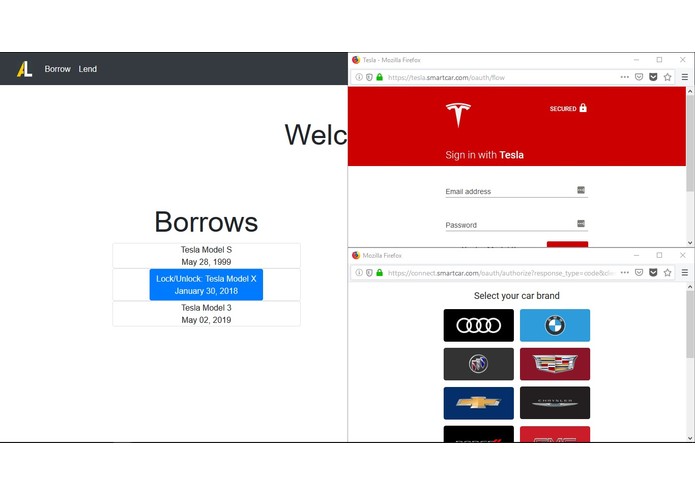 AL
Borrow Lend
Welc
Borrows
Tesla Model S
May 28, 1999
Lock/Unlock: Tesla Model X
January 30, 2018
Tesla Model 3
May 02, 2019
Tesla - Mozilla Firefox
https://tesla.smartcar.com/oauth/flow
SECURED
Sign in with Tesla
Email address
Password
Mozilla Firefox
https://connect.smartcar.com/oauth/authorize?response_type=code&clie
Select your car brand
CHRYSLER